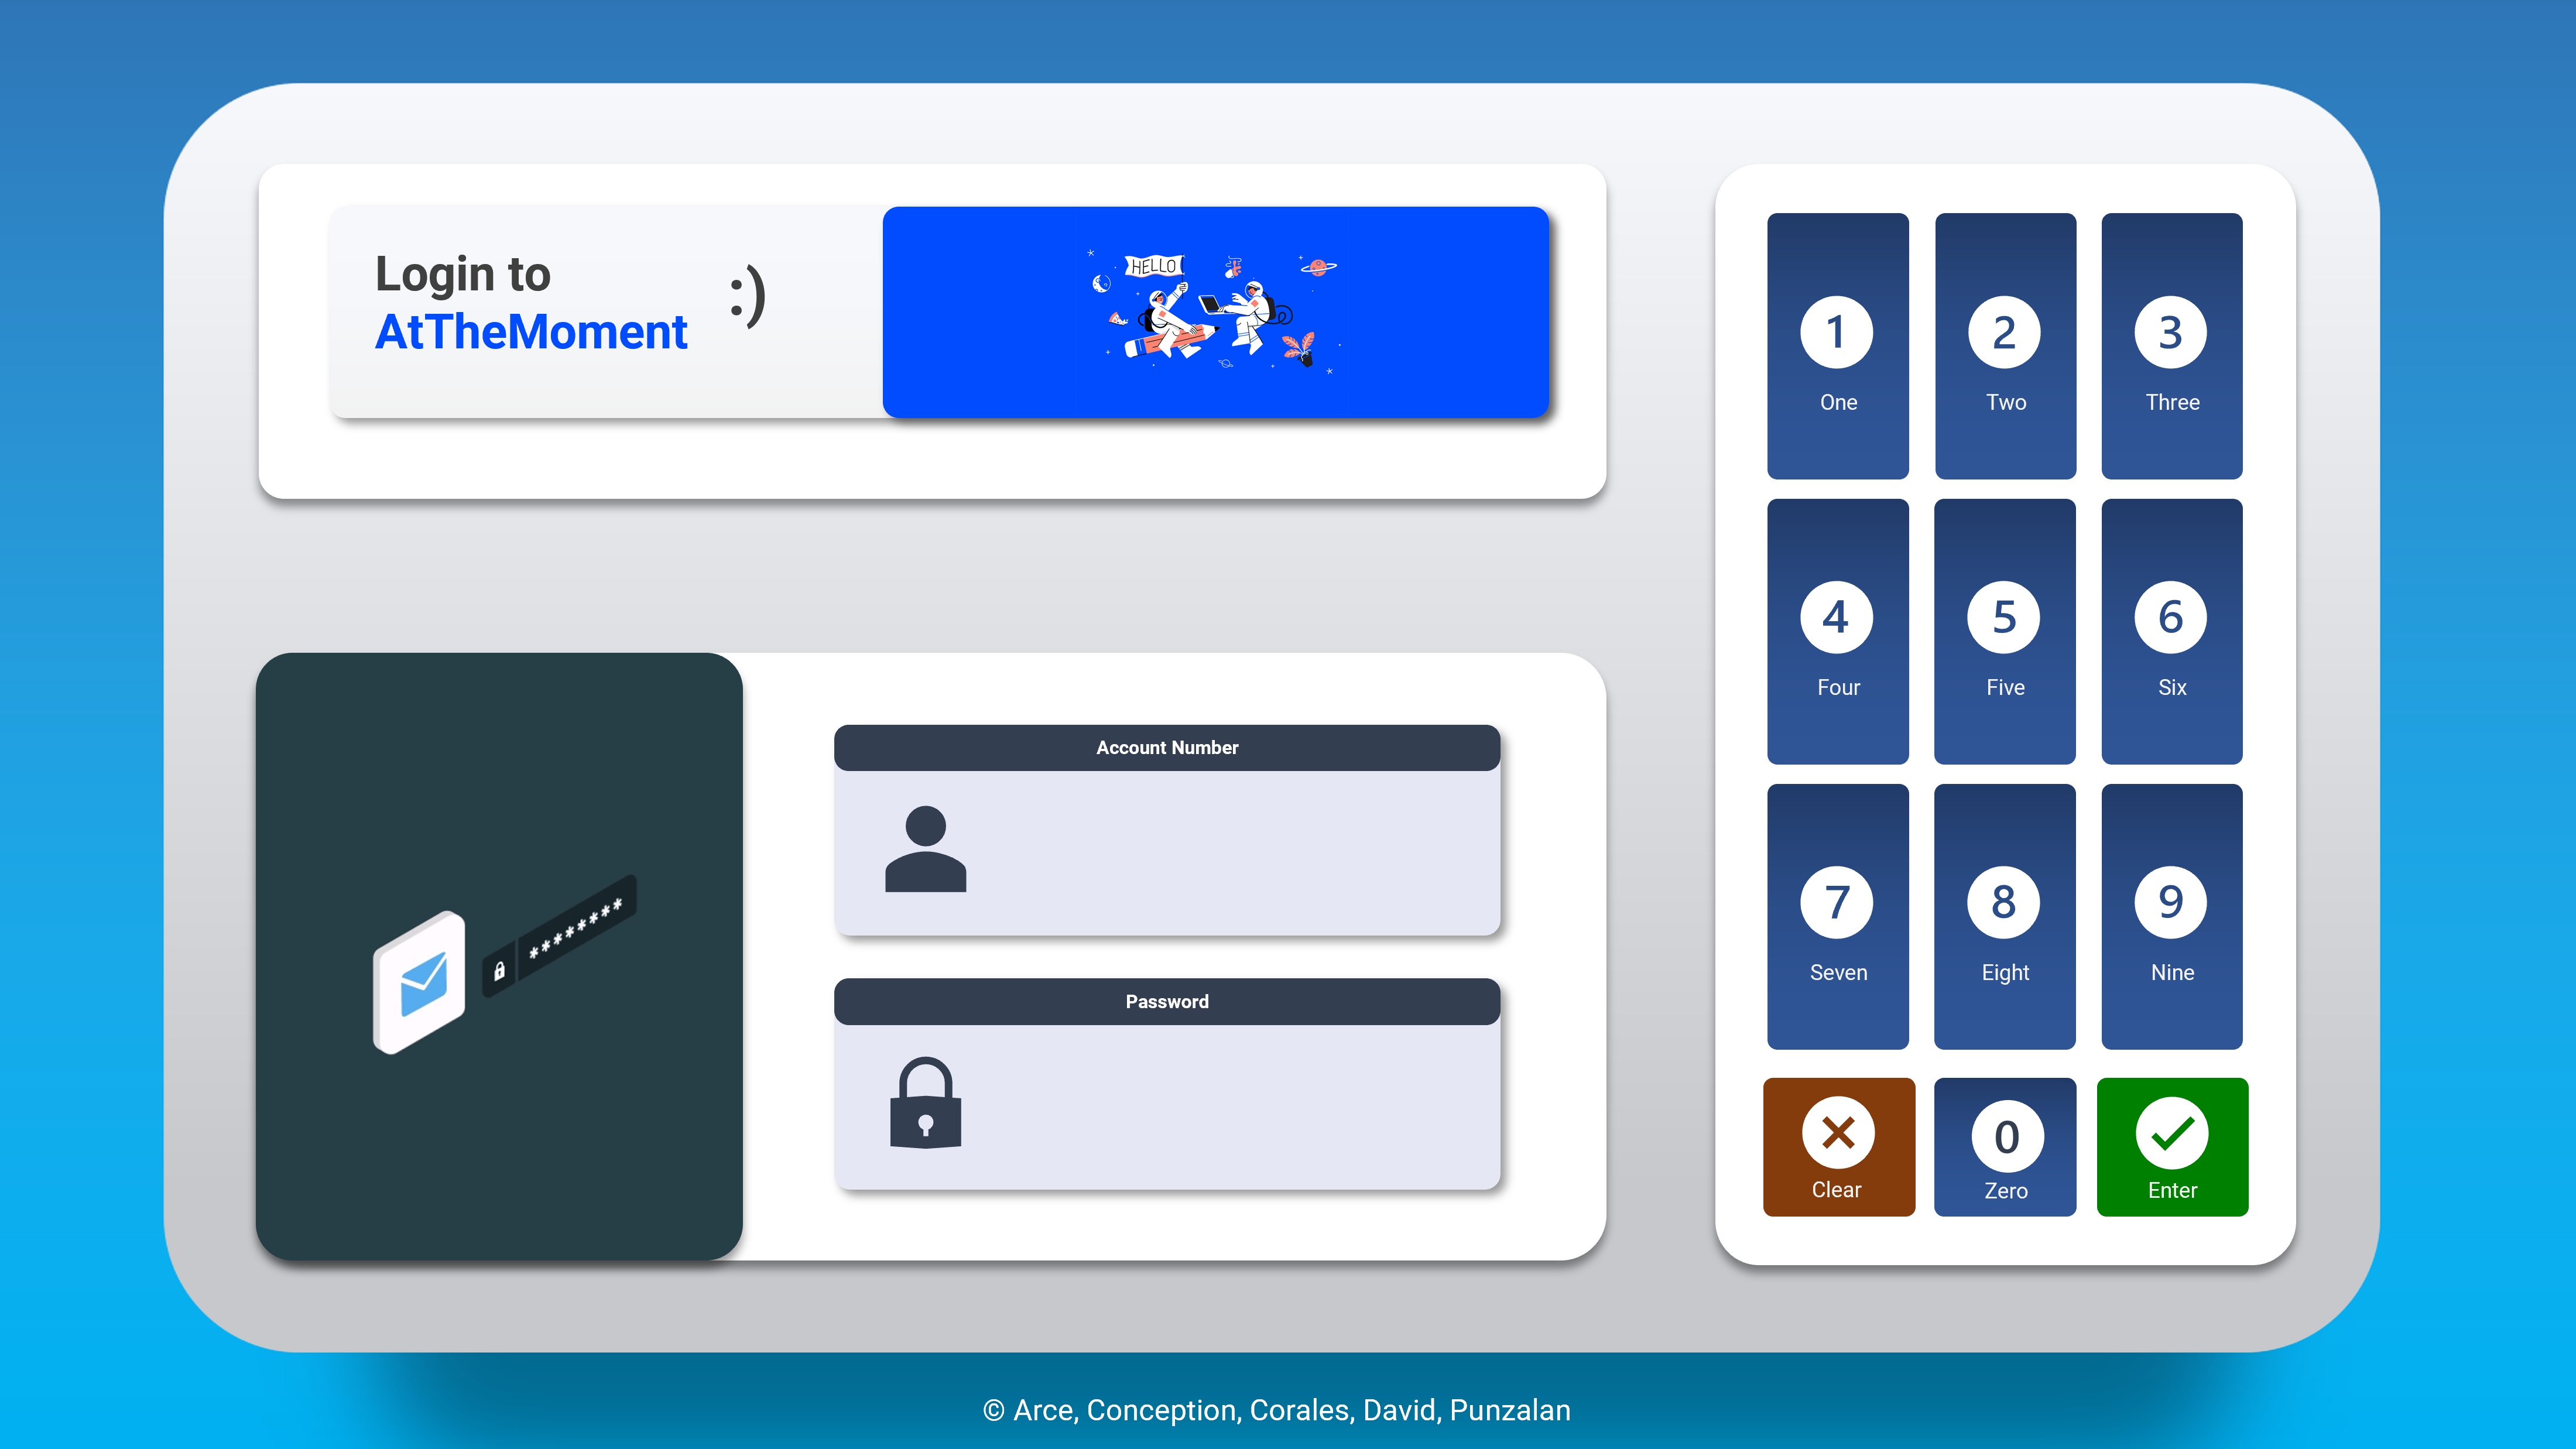 Login to
AtTheMoment
:)
HELLO
Account Number
Password
********
1
One
2
Two
3
Three
4
Four
5
Five
6
Six
7
Seven
8
Eight
9
Nine
Clear
0
Zero
Enter
© Arce, Conception, Corales, David, Punzalan